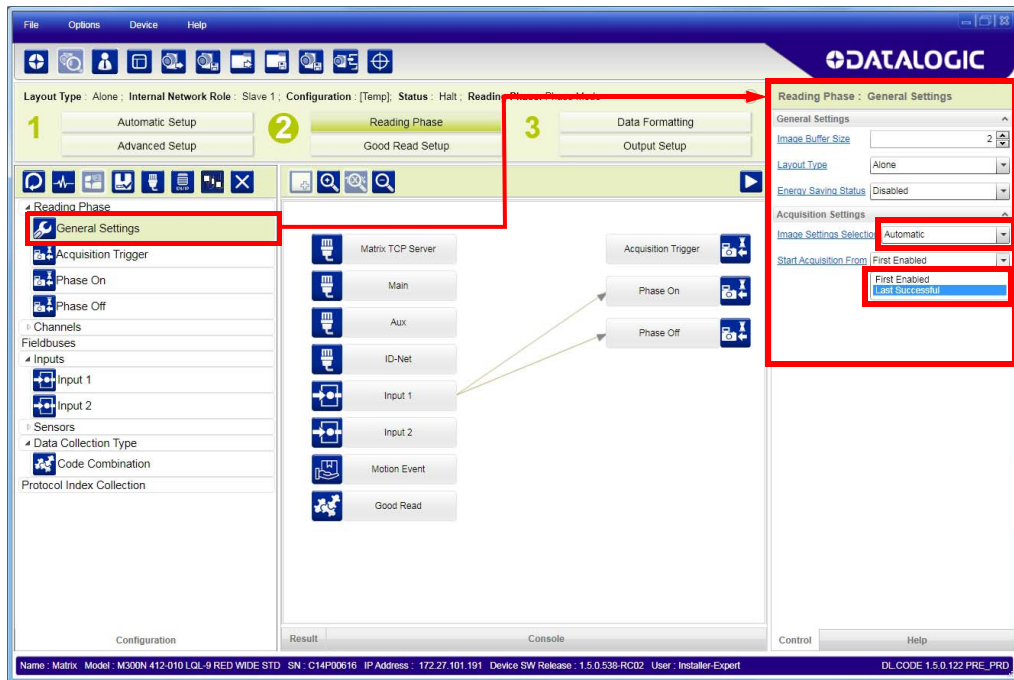 File Options Device Help
DATALOGIC
Layout Type : Alone ; Internal Network Role : Slave 1 ; Configuration : [Temp]; Status : Halt ; Reading Phase: Phase Mode
1 Automatic Setup
Advanced Setup
2 Reading Phase
Good Read Setup
3 Data Formatting
Output Setup
Reading Phase
General Settings
Acquisition Trigger
Phase On
Phase Off
Channels
Fieldbuses
Inputs
Input 1
Input 2
Sensors
Data Collection Type
Code Combination
Protocol Index Collection
Configuration
Matrix TCP Server
Main
Aux
ID-Net
Input 1
Input 2
Motion Event
Good Read
Acquisition Trigger
Phase On
Phase Off
Result Console
Reading Phase : General Settings
General Settings
Image Buffer Size 2
Layout Type Alone
Energy Saving Status Disabled
Acquisition Settings
Image Settings Selection Automatic
Start Acquisition From First Enabled
First Enabled
Last Successful
Control Help
Name : Matrix Model : M300N 412-010 LQL-9 RED WIDE STD SN : C14P00616 IP Address : 172.27.101.191 Device SW Release : 1.5.0.538-RC02 User : Installer-Expert DL.CODE 1.5.0.122 PRE_PRD